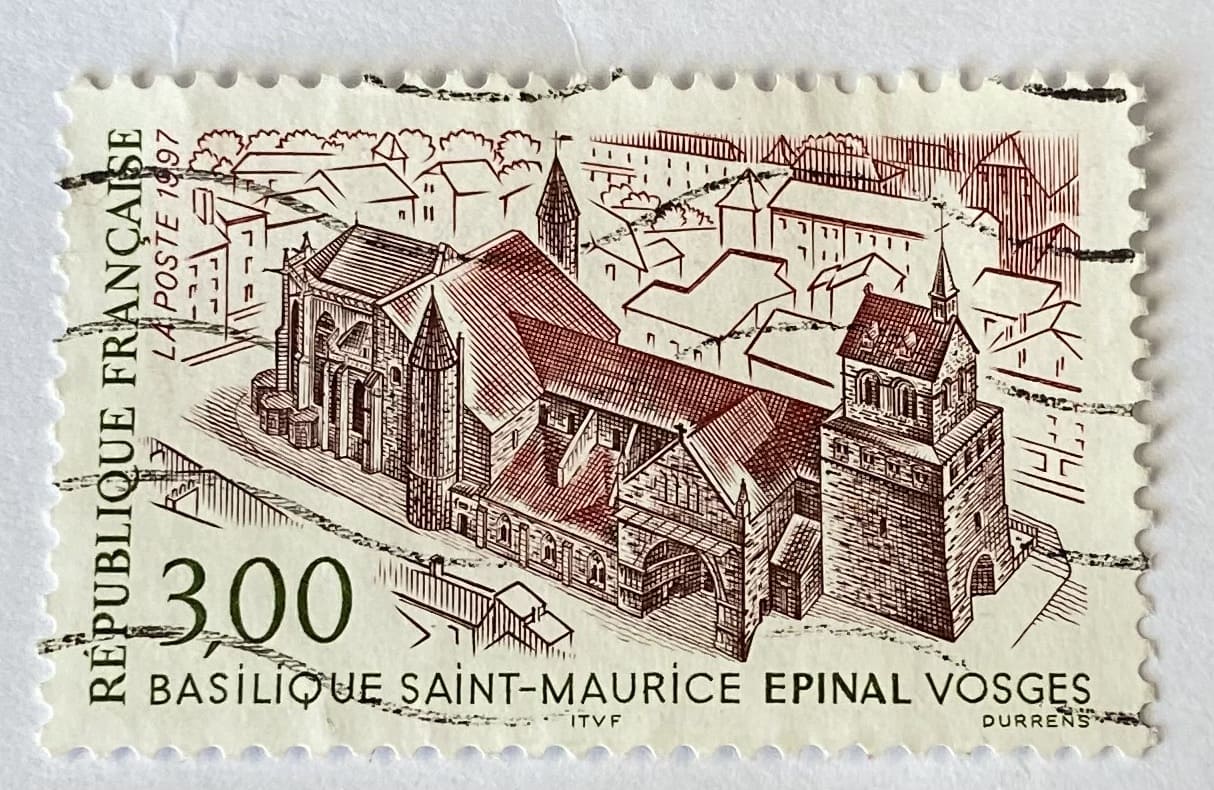 RÉPUBLIQUE FRANÇAISE
LA POSTE 1997
3,00
BASILIQUE SAINT-MAURICE EPINAL VOSGES
ITVF
DURRENS